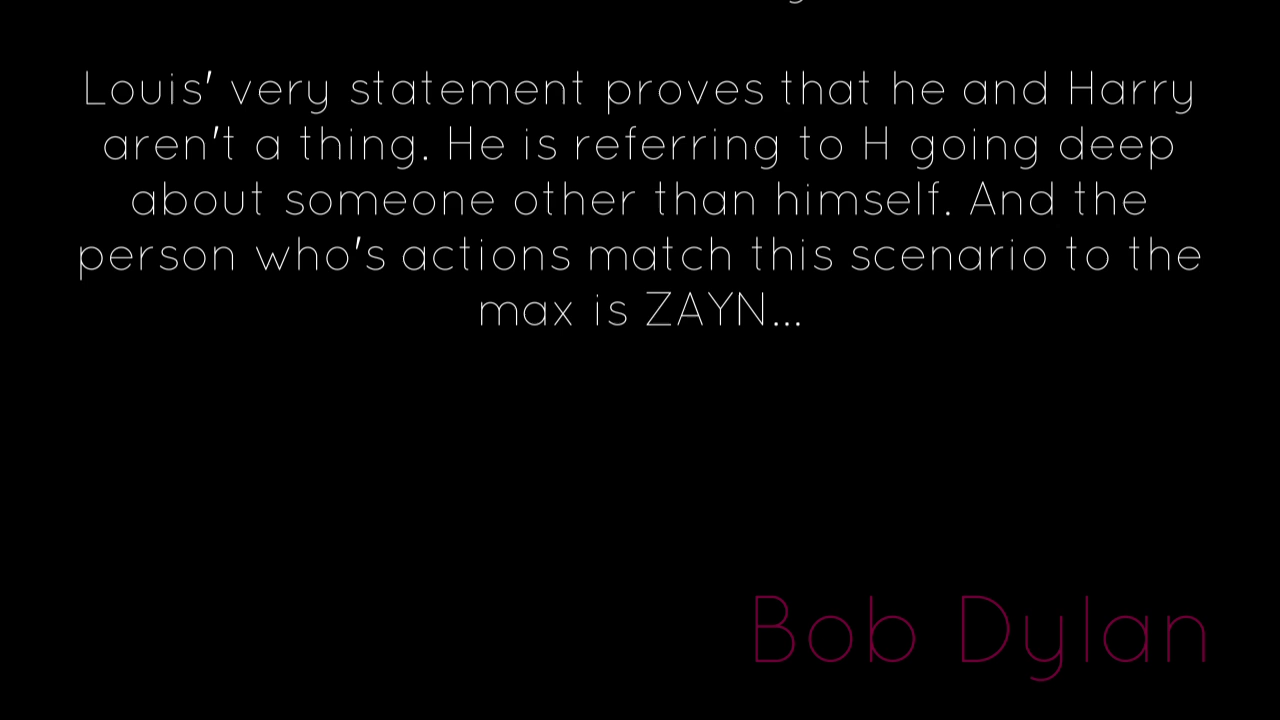 Louis' very statement proves that he and Harry
aren't a thing. He is referring to H going deep
about someone other than himself. And the
person who's actions match this scenario to the
max is ZAYN...
Bob Dylan